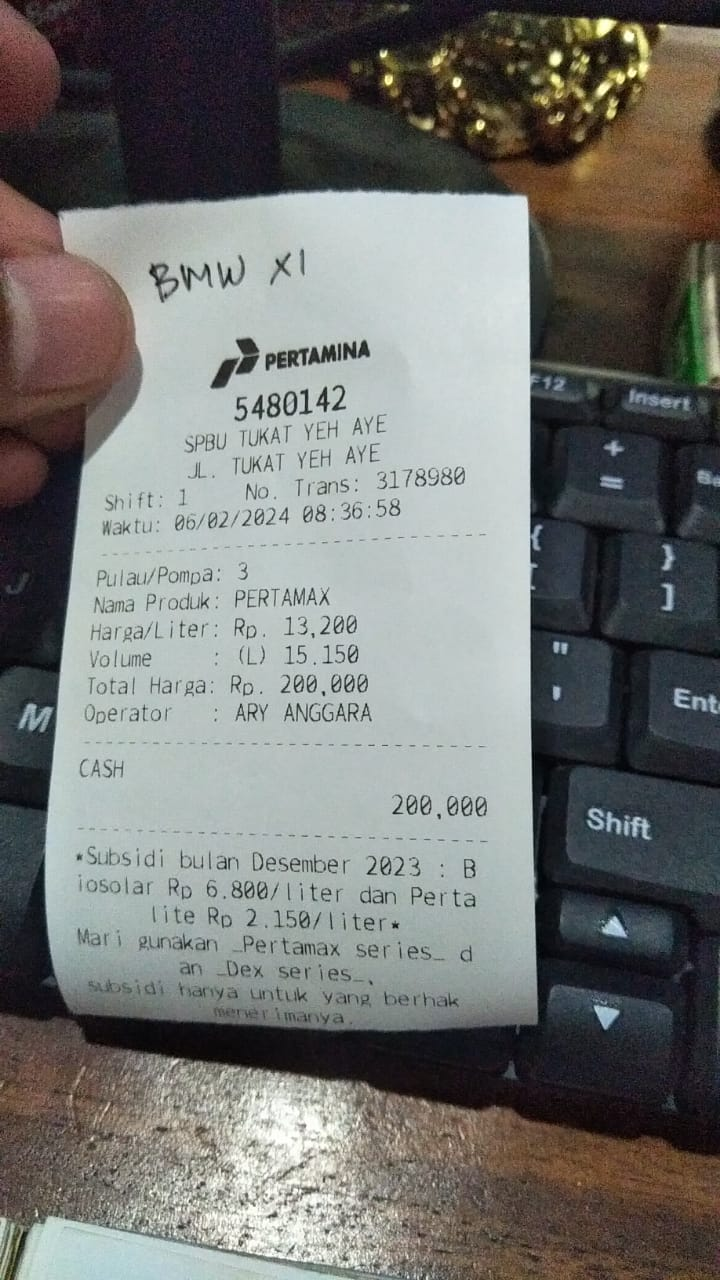 BMW X1
PERTAMINA
5480142
SPBU TUKAT YEH AYE
JL. TUKAT YEH AYE
Shift: 1 No. Trans: 3178980
Waktu: 06/02/2024 08:36:58
Pulau/Pompa: 3
Nama Produk: PERTAMAX
Harga/Liter: Rp. 13,200
Volume : (L) 15.150
Total Harga: Rp. 200,000
Operator : ARY ANGGARA
CASH
200,000
*Subsidi bulan Desember 2023 : B
iosolar Rp 6.800/liter dan Perta
lite Rp 2.150/liter*
Mari gunakan _Pertamax series_ d
an _Dex series_,
subsidi hanya untuk yang berhak
menerimanya.
F12
Insert
+
=
{
[
}
]
"
'
J
M
Shift